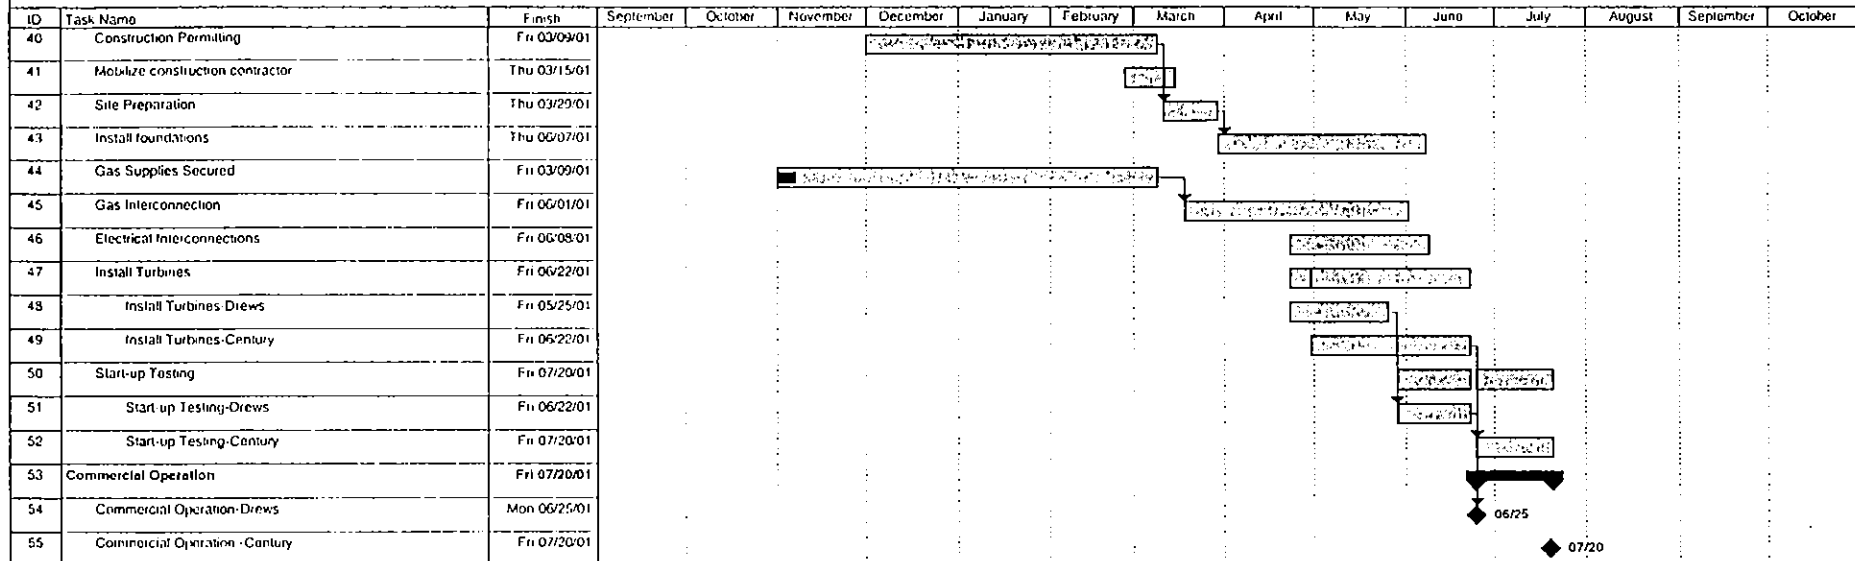 ID Task Name Finish September October November December January February March April May June July August September October
40 Construction Permitting Fri 03/09/01
41 Mobilize construction contractor Thu 03/15/01
42 Site Preparation Thu 03/29/01
43 Install foundations Thu 06/07/01
44 Gas Supplies Secured Fri 03/09/01
45 Gas Interconnection Fri 06/01/01
46 Electrical Interconnections Fri 06/08/01
47 Install Turbines Fri 06/22/01
48 Install Turbines-Drews Fri 05/25/01
49 Install Turbines-Century Fri 06/22/01
50 Start-up Testing Fri 07/20/01
51 Start-up Testing-Drews Fri 06/22/01
52 Start-up Testing-Century Fri 07/20/01
53 Commercial Operation Fri 07/20/01
54 Commercial Operation-Drews Mon 06/25/01 06/25
55 Commercial Operation -Century Fri 07/20/01 07/20